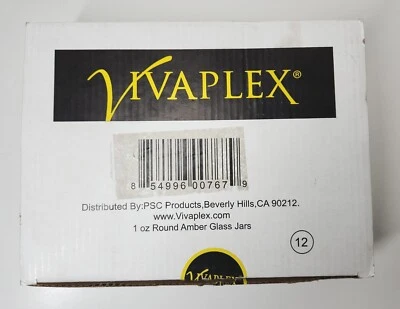 VIVAPLEX®
8 54996 00767 9
Distributed By:PSC Products,Beverly Hills,CA 90212.
www.Vivaplex.com
1 oz Round Amber Glass Jars
12
VIVAPLEX